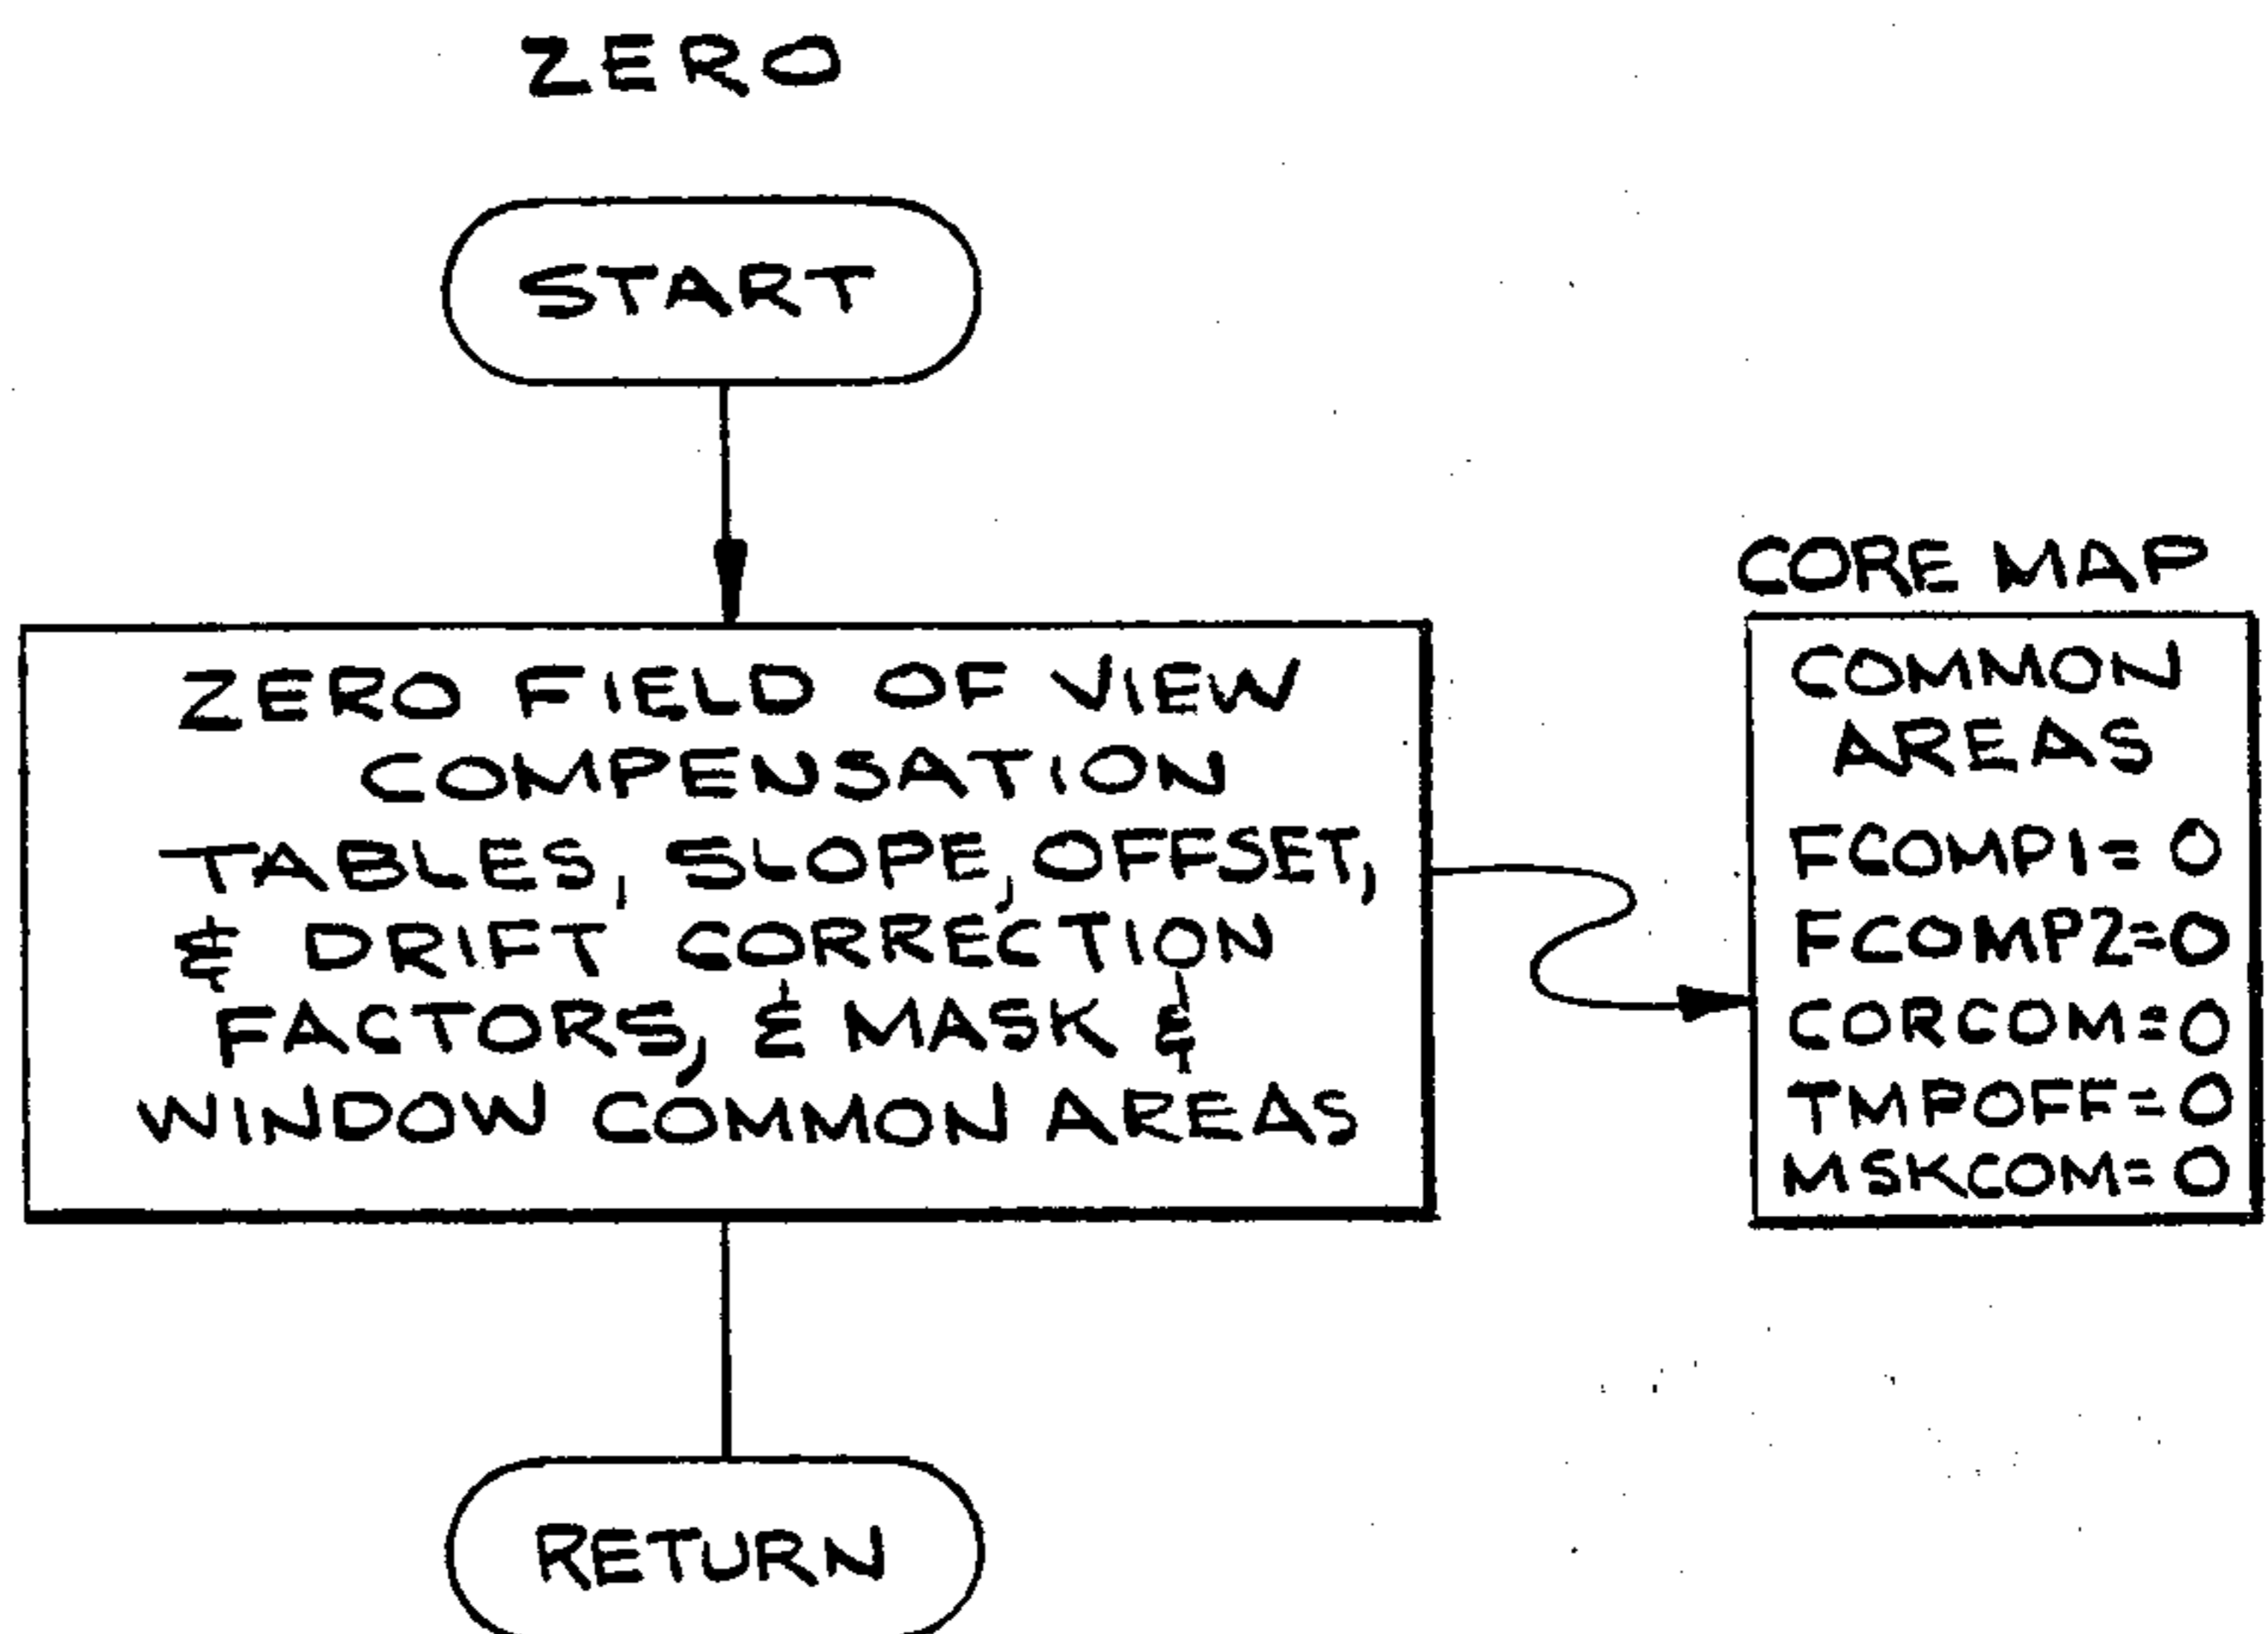 ZERO
START
ZERO FIELD OF VIEW
COMPENSATION
TABLES, SLOPE, OFFSET,
& DRIFT CORRECTION
FACTORS, & MASK &
WINDOW COMMON AREAS
CORE MAP
COMMON
AREAS
FCOMP1=0
FCOMP2=0
CORCOM=0
TMPOFF=0
MSKCOM=0
RETURN